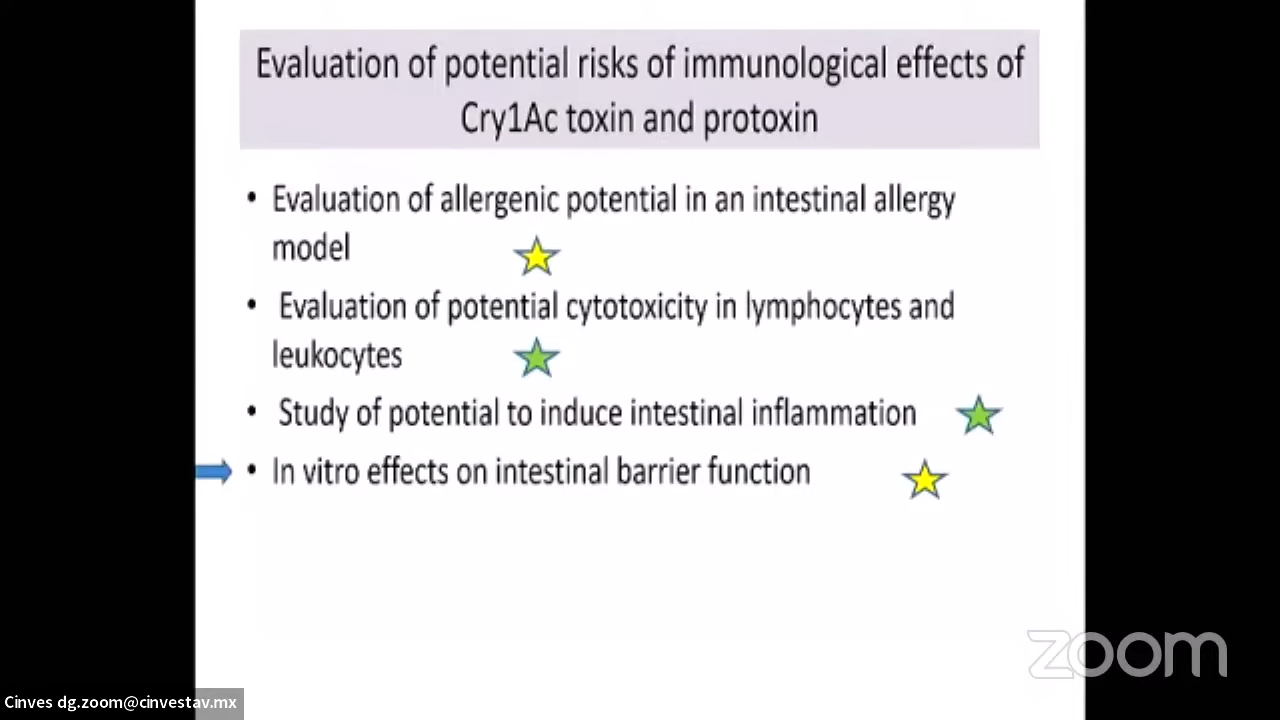 Evaluation of potential risks of immunological effects of
Cry1Ac toxin and protoxin
• Evaluation of allergenic potential in an intestinal allergy
model
• Evaluation of potential cytotoxicity in lymphocytes and
leukocytes
• Study of potential to induce intestinal inflammation
• In vitro effects on intestinal barrier function
zoom
Cinves dg.zoom@cinvestav.mx